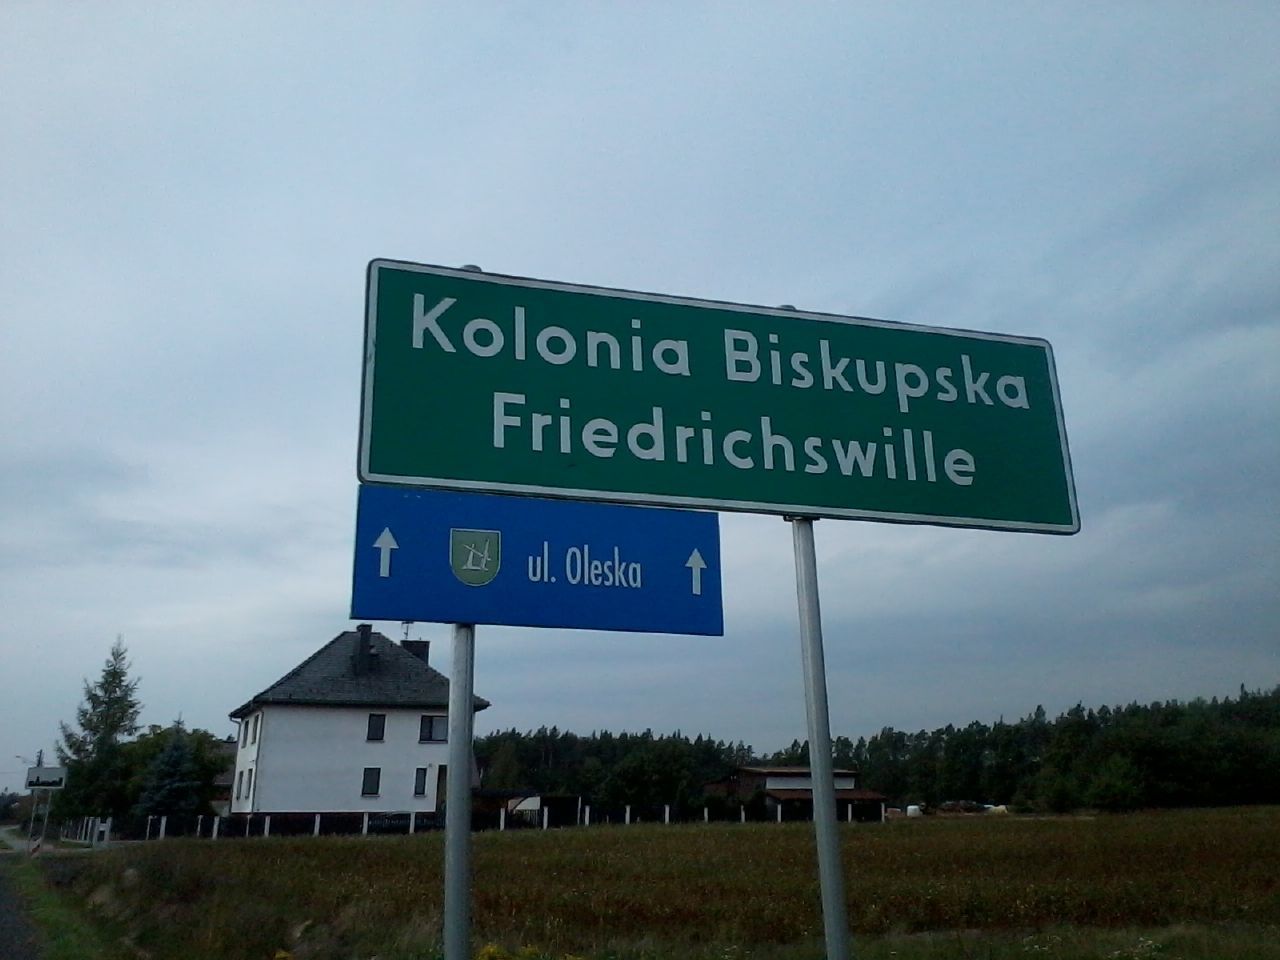 Kolonia Biskupska
Friedrichswille
ul. Oleska